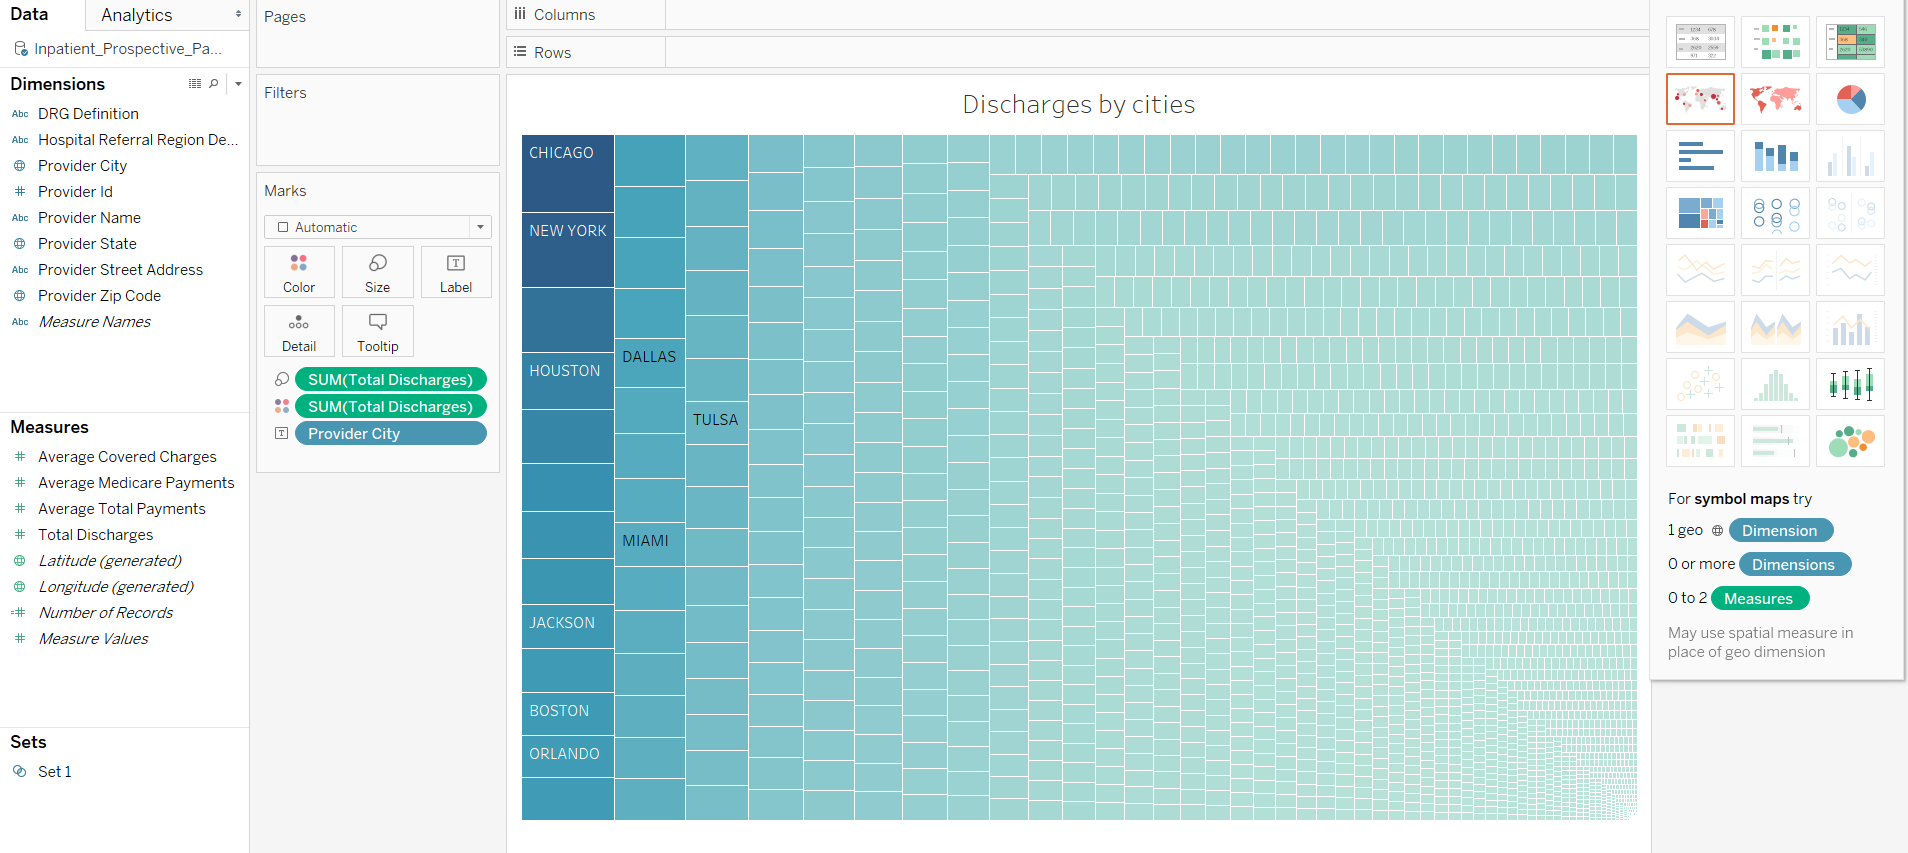 Data
Analytics
Inpatient_Prospective_Pa...
Dimensions
Abc DRG Definition
Abc Hospital Referral Region De...
Provider City
# Provider Id
Abc Provider Name
Provider State
Abc Provider Street Address
Provider Zip Code
Abc Measure Names
Measures
# Average Covered Charges
# Average Medicare Payments
# Average Total Payments
# Total Discharges
Latitude (generated)
Longitude (generated)
=# Number of Records
# Measure Values
Sets
Set 1
Pages
Filters
Marks
Automatic
Color
Size
T
Label
Detail
Tooltip
SUM(Total Discharges)
SUM(Total Discharges)
T Provider City
Columns
Rows
Discharges by cities
CHICAGO
NEW YORK
HOUSTON
JACKSON
BOSTON
ORLANDO
DALLAS
MIAMI
TULSA
For symbol maps try
1 geo Dimension
0 or more Dimensions
0 to 2 Measures
May use spatial measure in
place of geo dimension